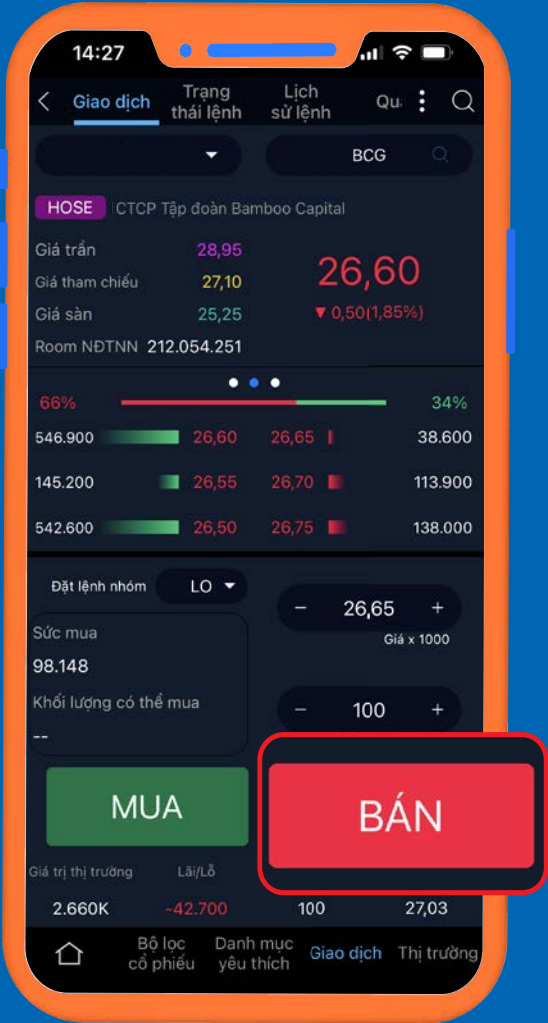 14:27
Giao dịch
Trạng
thái lệnh
Lịch
sử lệnh
Qu
BCG
HOSE
CTCP Tập đoàn Bamboo Capital
Giá trần 28,95
Giá tham chiếu 27,10
Giá sàn 25,25
Room NĐTNN 212.054.251
26,60
▼ 0,50(1,85%)
66% 34%
546.900 26,60 26,65 38.600
145.200 26,55 26,70 113.900
542.600 26,50 26,75 138.000
Đặt lệnh nhóm LO
Sức mua
98.148
Khối lượng có thể mua
--
− 26,65 +
Giá x 1000
− 100 +
MUA
BÁN
Giá trị thị trường Lãi/Lỗ
2.660K -42.700 100 27,03
Bộ lọc
cổ phiếu
Danh mục
yêu thích
Giao dịch
Thị trường